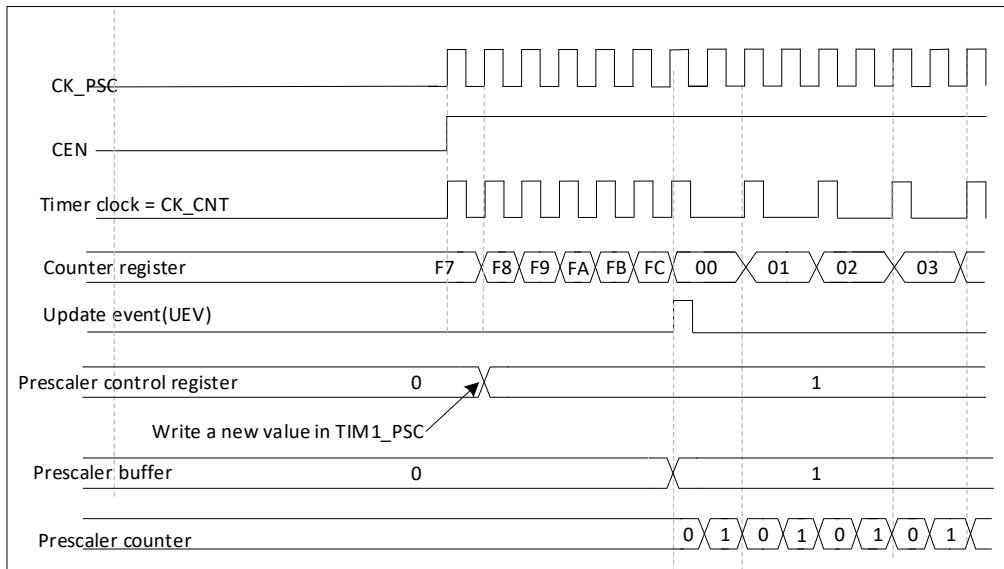 CK_PSC
CEN
Timer clock = CK_CNT
Counter register F7 F8 F9 FA FB FC 00 01 02 03
Update event(UEV)
Prescaler control register 0 1
Write a new value in TIM1_PSC
Prescaler buffer 0 1
Prescaler counter 0 1 0 1 0 1 0 1